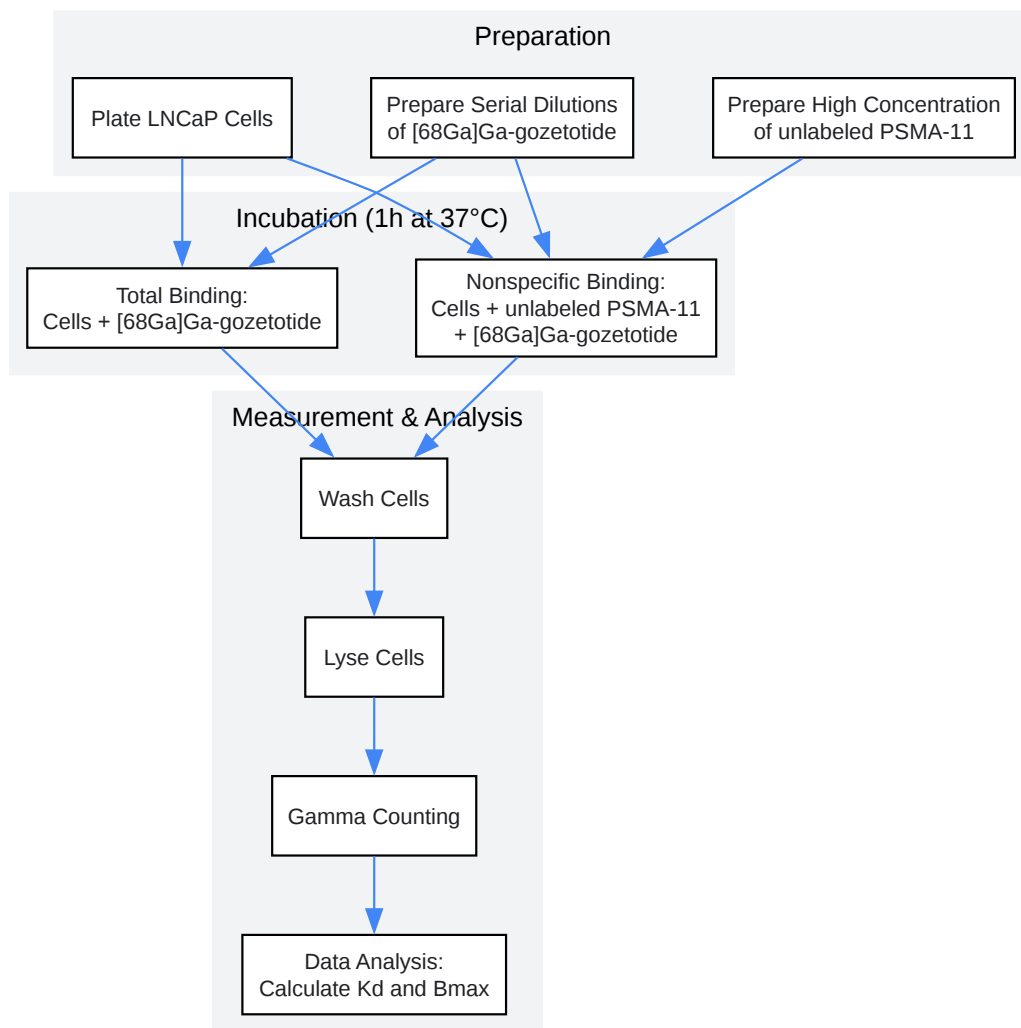 Preparation
Plate LNCaP Cells
Prepare Serial Dilutions
of [68Ga]Ga-gozetotide
Prepare High Concentration
of unlabeled PSMA-11
Incubation (1h at 37°C)
Total Binding:
Cells + [68Ga]Ga-gozetotide
Nonspecific Binding:
Cells + unlabeled PSMA-11
+ [68Ga]Ga-gozetotide
Measurement & Analysis
Wash Cells
Lyse Cells
Gamma Counting
Data Analysis:
Calculate Kd and Bmax